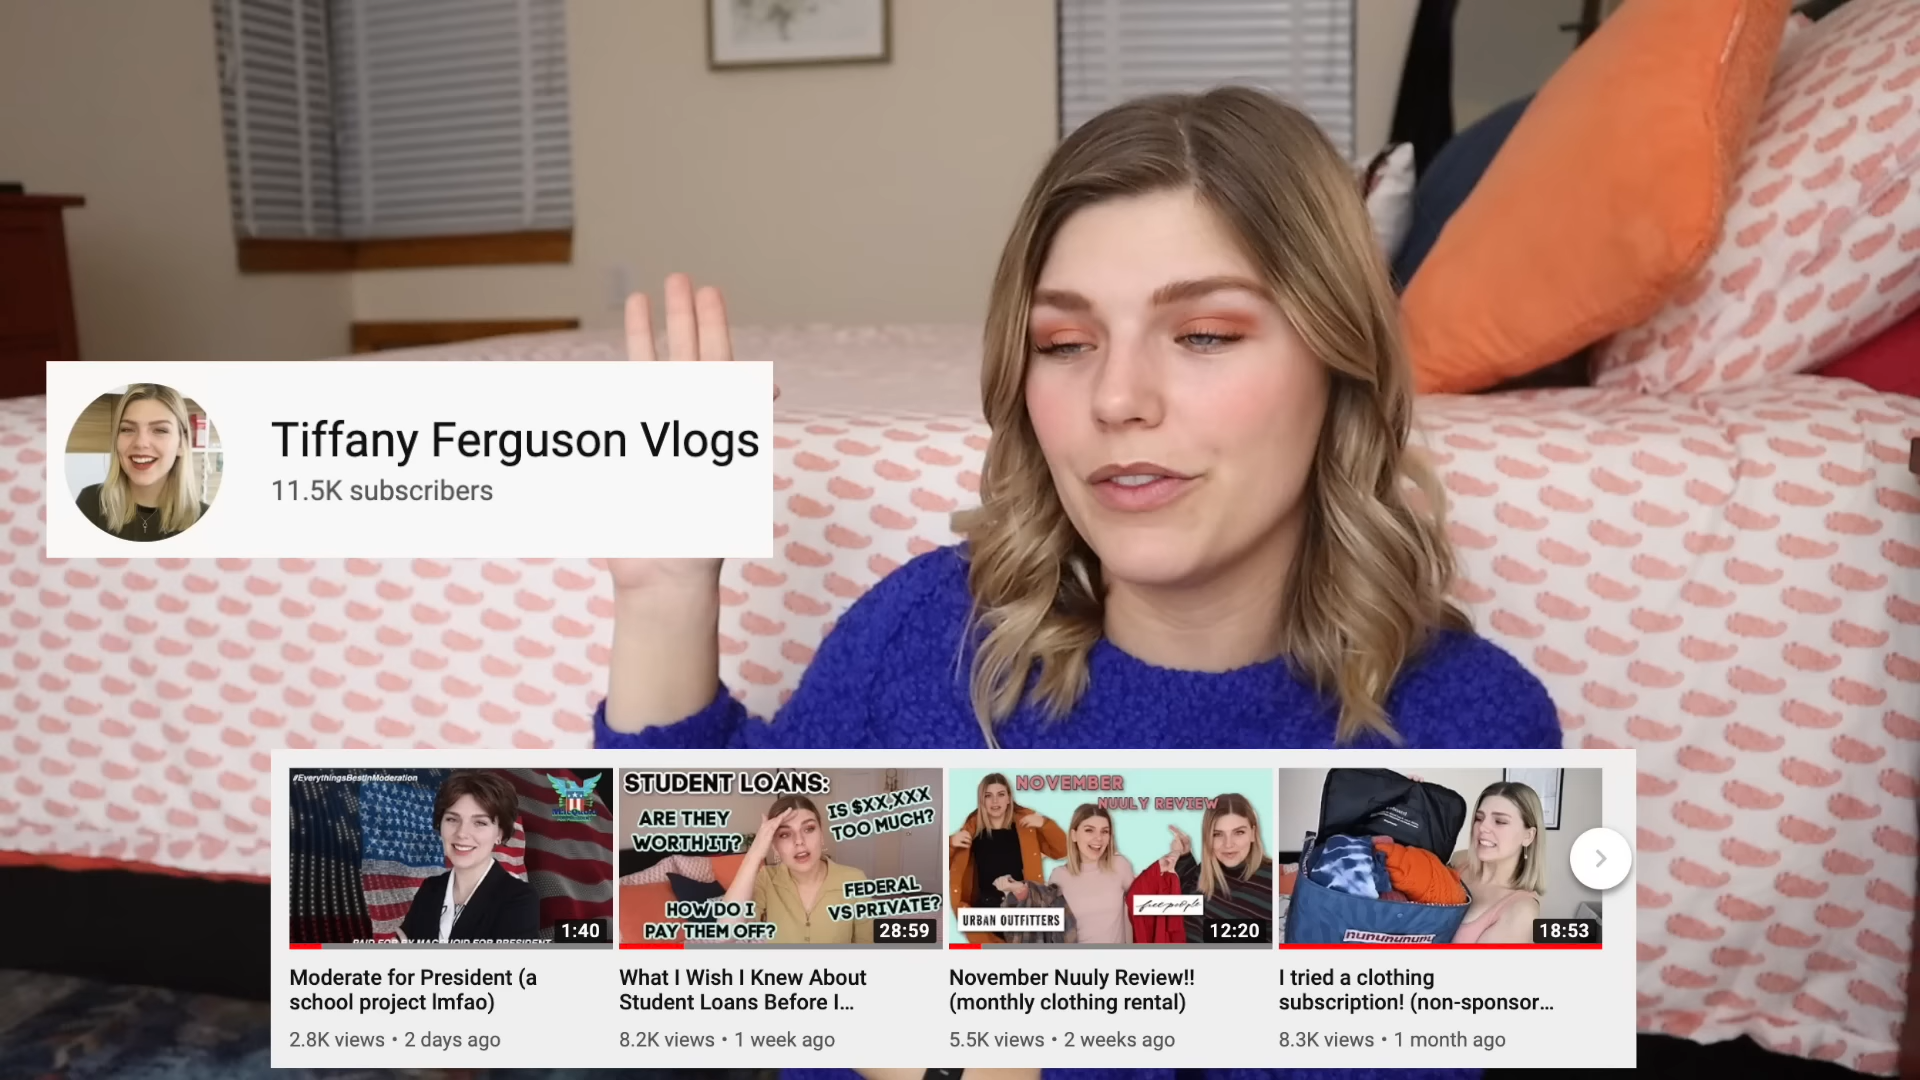 Tiffany Ferguson Vlogs
11.5K subscribers
#EverythingsBestInModeration
1:40
Moderate for President (a
school project lmfao)
2.8K views • 2 days ago
STUDENT LOANS:
ARE THEY
WORTH IT?
IS $XX,XXX
TOO MUCH?
HOW DO I
PAY THEM OFF?
FEDERAL
VS PRIVATE?
28:59
What I Wish I Knew About
Student Loans Before I...
8.2K views • 1 week ago
NOVEMBER
NUULY REVIEW
URBAN OUTFITTERS
free people
12:20
November Nuuly Review!!
(monthly clothing rental)
5.5K views • 2 weeks ago
18:53
I tried a clothing
subscription! (non-sponsor...
8.3K views • 1 month ago